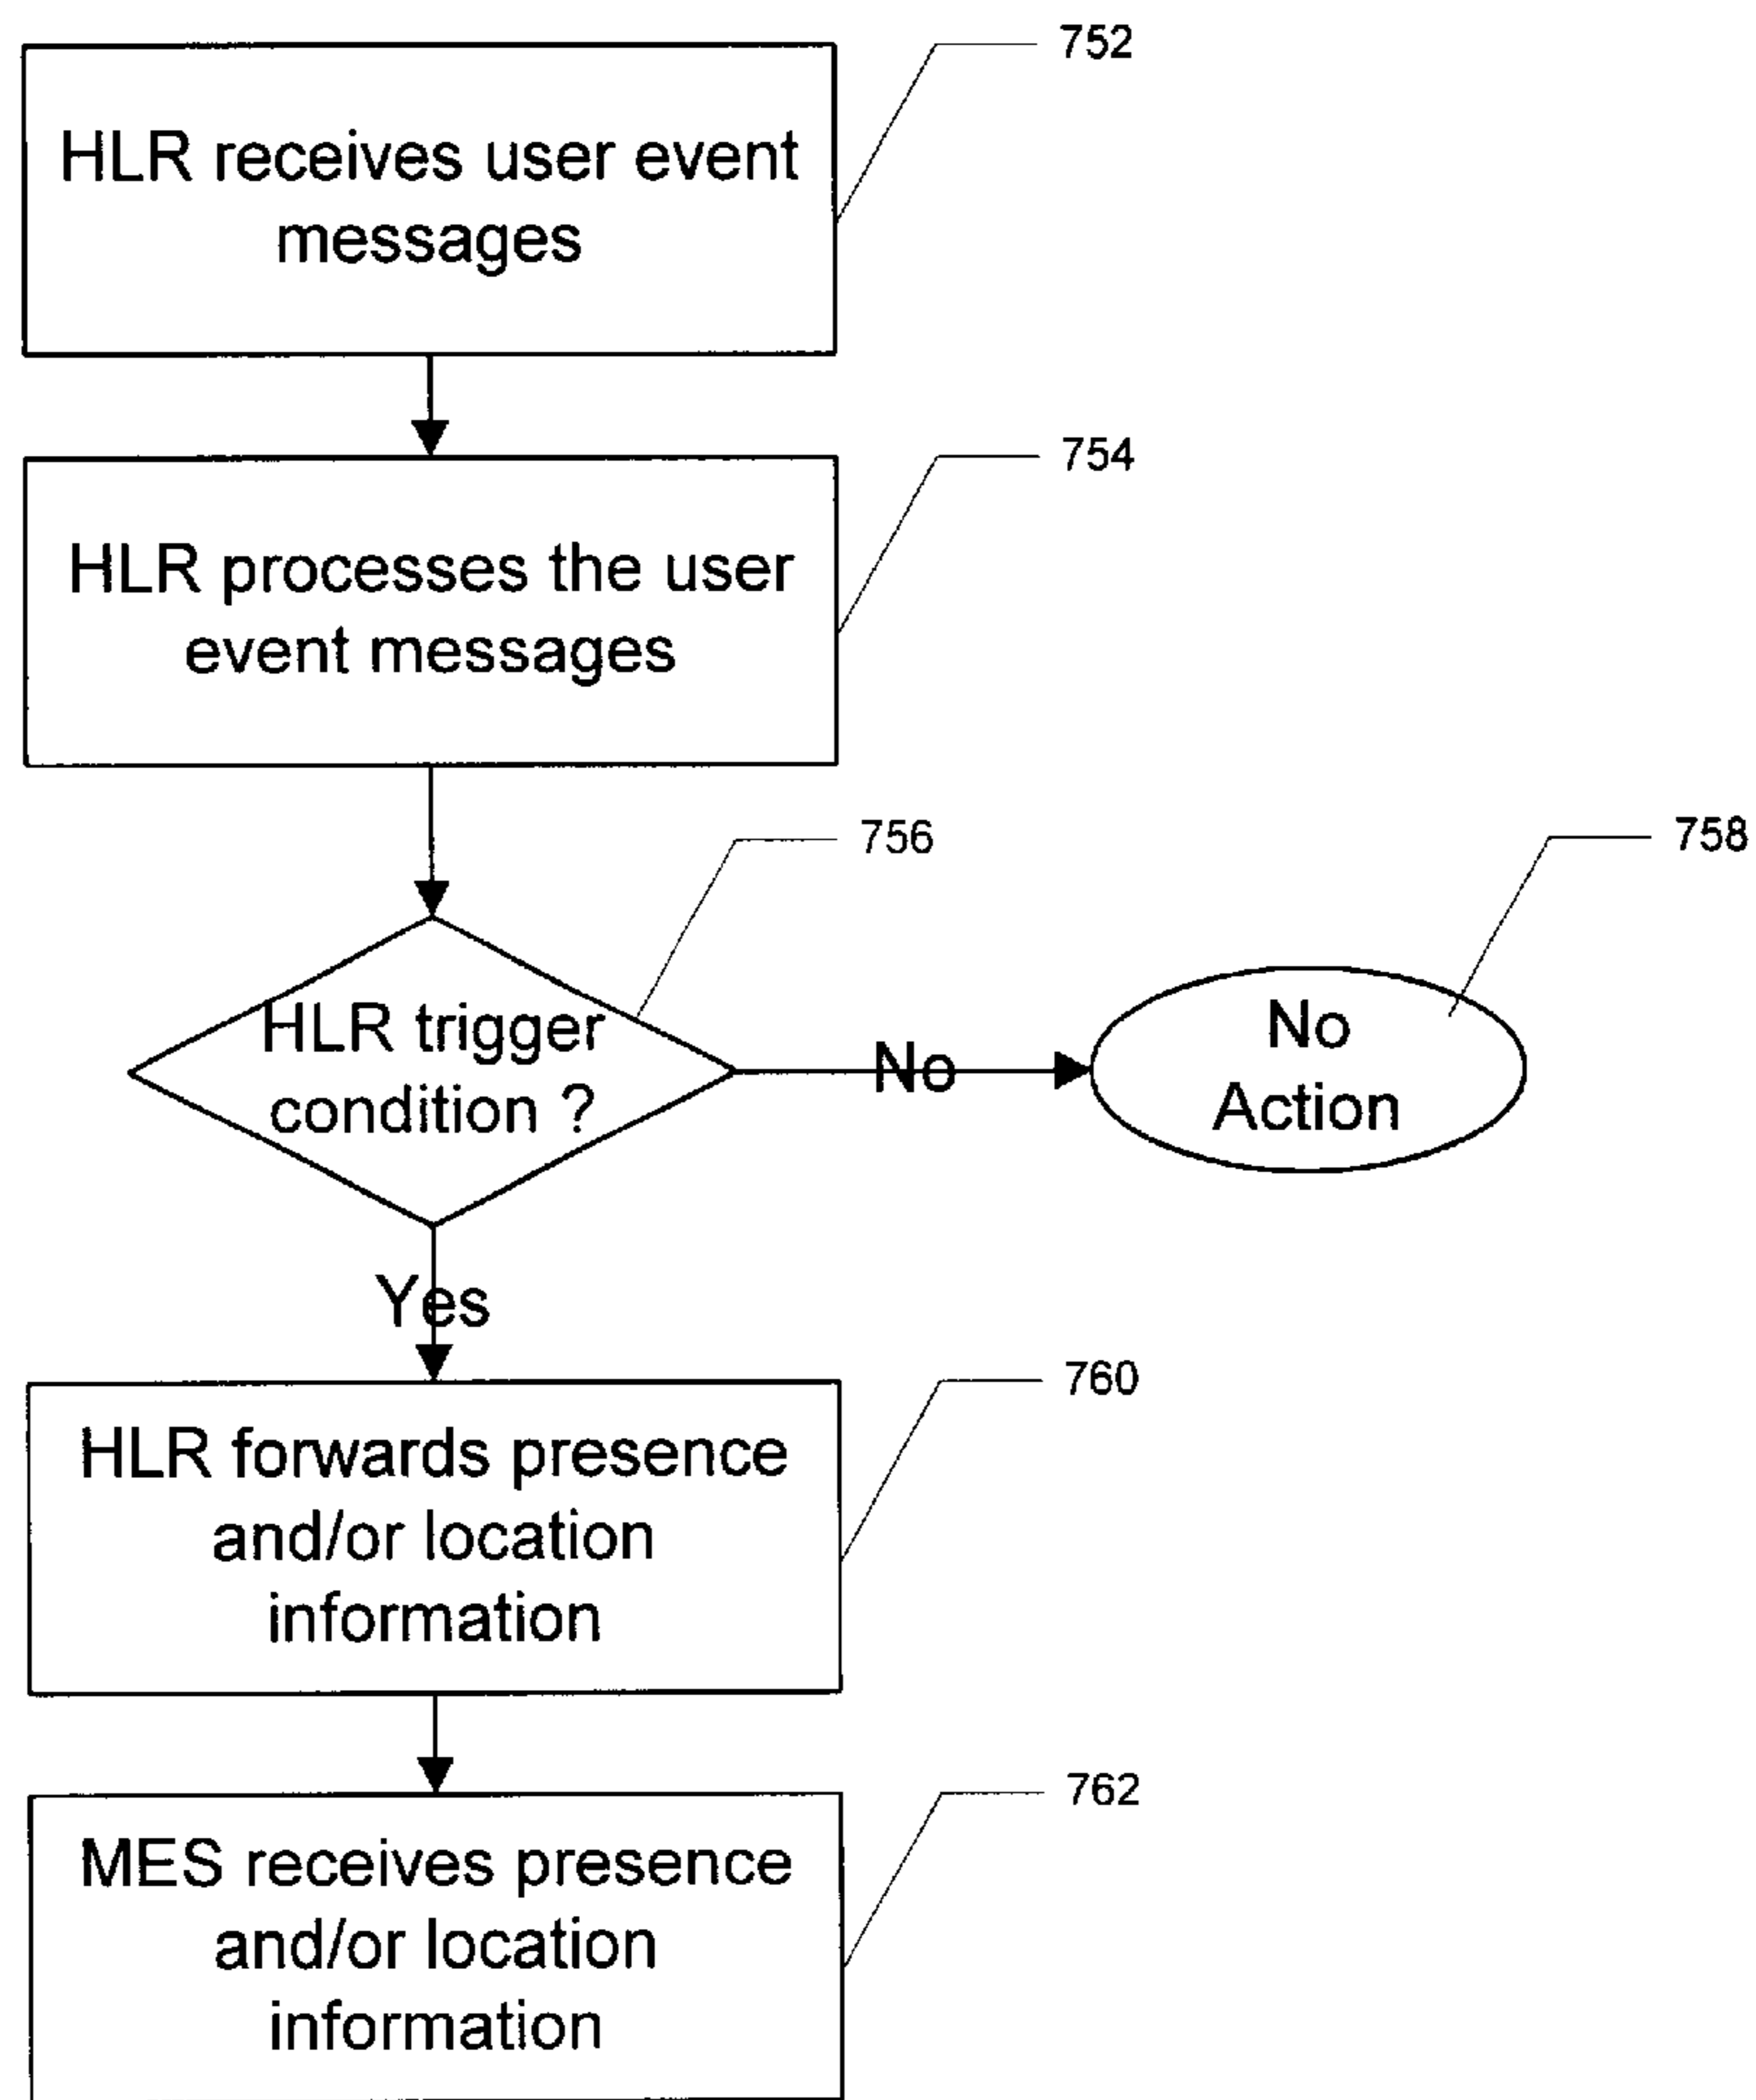 752
HLR receives user event
messages
754
HLR processes the user
event messages
756
758
HLR trigger
condition ?
No
No
Action
Yes
760
HLR forwards presence
and/or location
information
762
MES receives presence
and/or location
information